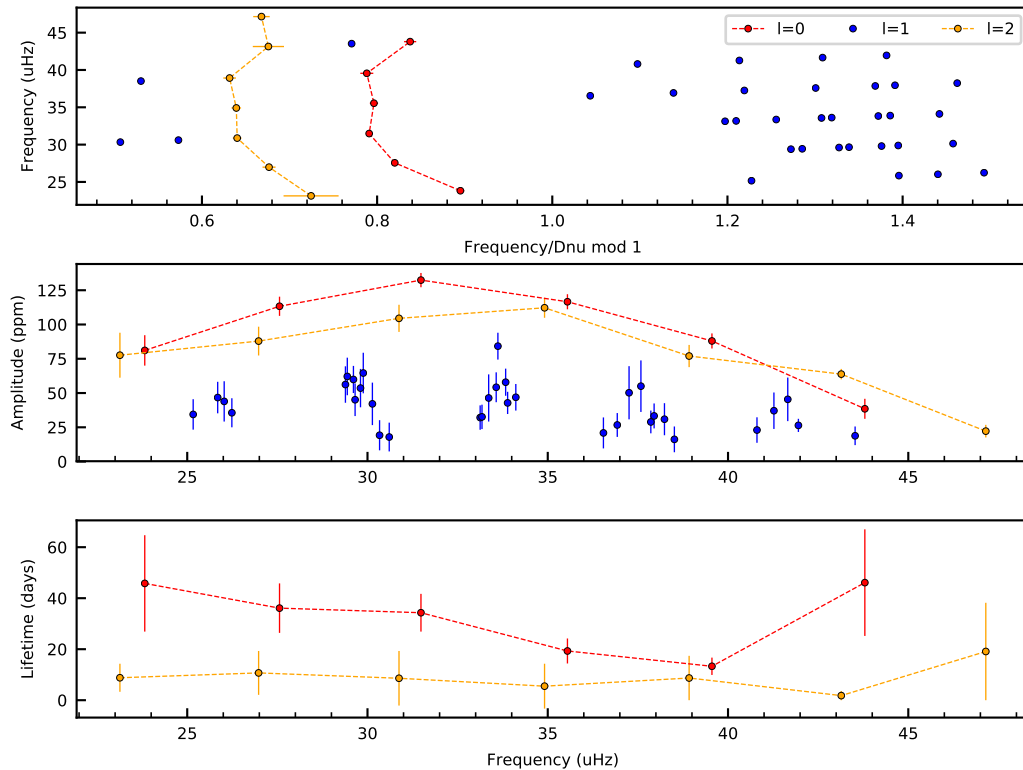 l=0 l=1 l=2
Frequency (uHz)
45
40
35
30
25
0.6 0.8 1.0 1.2 1.4
Frequency/Dnu mod 1
Amplitude (ppm)
125
100
75
50
25
0
25 30 35 40 45
Lifetime (days)
60
40
20
0
25 30 35 40 45
Frequency (uHz)